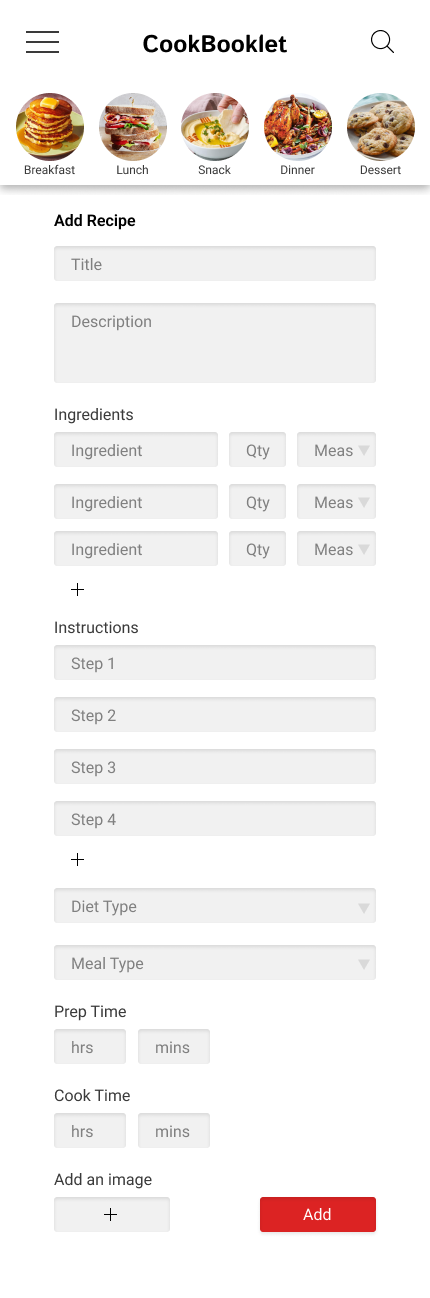 CookBooklet
Breakfast Lunch Snack Dinner Dessert
Add Recipe
Title
Description
Ingredients
Ingredient Qty Meas
Ingredient Qty Meas
Ingredient Qty Meas
+
Instructions
Step 1
Step 2
Step 3
Step 4
+
Diet Type
Meal Type
Prep Time
hrs mins
Cook Time
hrs mins
Add an image
+ Add